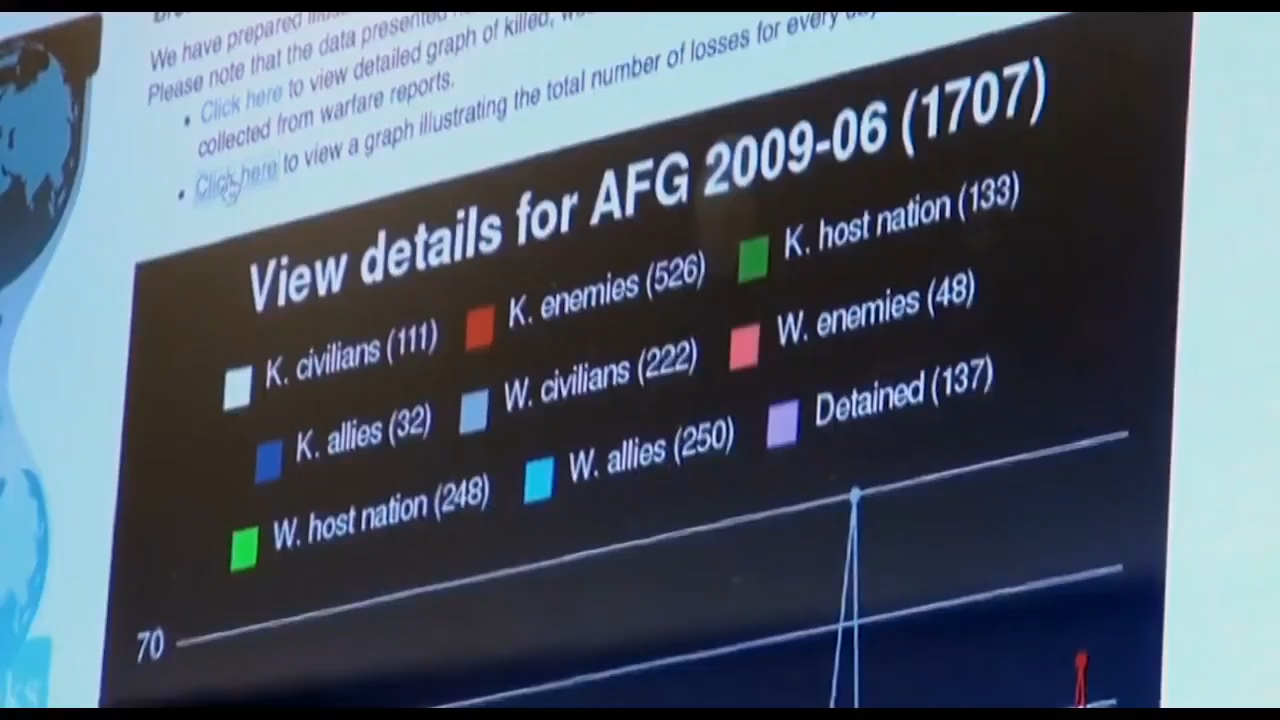 We have prepared
Please note that the data presented
• Click here to view detailed graph of killed,
collected from warfare reports.
• Click here to view a graph illustrating the total number of losses for every day
View details for AFG 2009-06 (1707)
K. civilians (111)
K. enemies (526)
K. host nation (133)
K. allies (32)
W. civilians (222)
W. enemies (48)
W. host nation (248)
W. allies (250)
Detained (137)
70
ks